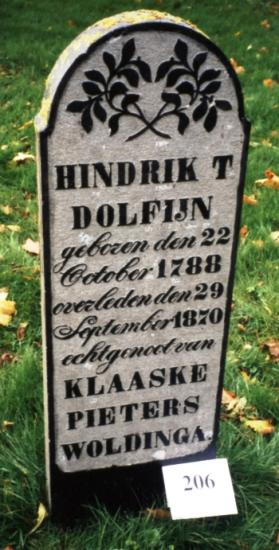 HINDRIK T
DOLFIJN
geboren den 22
October 1788
overleden den 29
September 1870
echtgenoot van
KLAASKE
PIETERS
WOLDINGA.
206